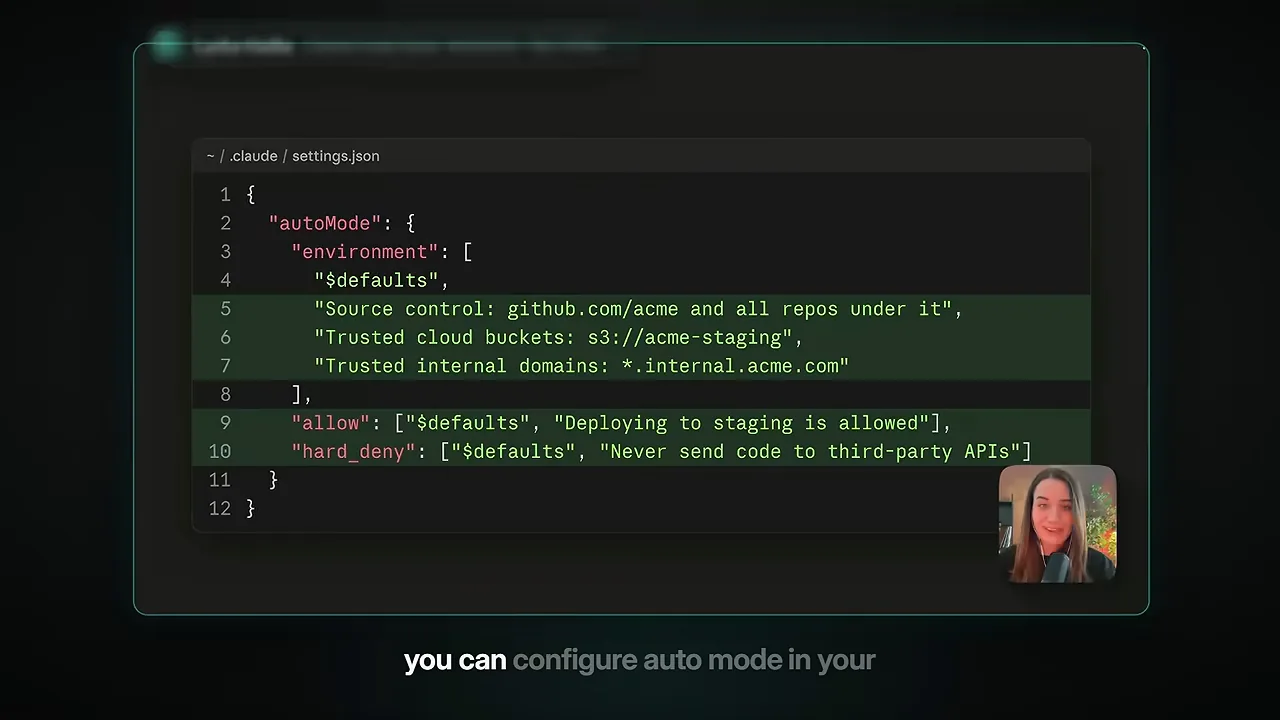 ~ / .claude / settings.json
1 {
2 "autoMode": {
3 "environment": [
4 "$defaults",
5 "Source control: github.com/acme and all repos under it",
6 "Trusted cloud buckets: s3://acme-staging",
7 "Trusted internal domains: *.internal.acme.com"
8 ],
9 "allow": ["$defaults", "Deploying to staging is allowed"],
10 "hard_deny": ["$defaults", "Never send code to third-party APIs"]
11 }
12 }
you can configure auto mode in your